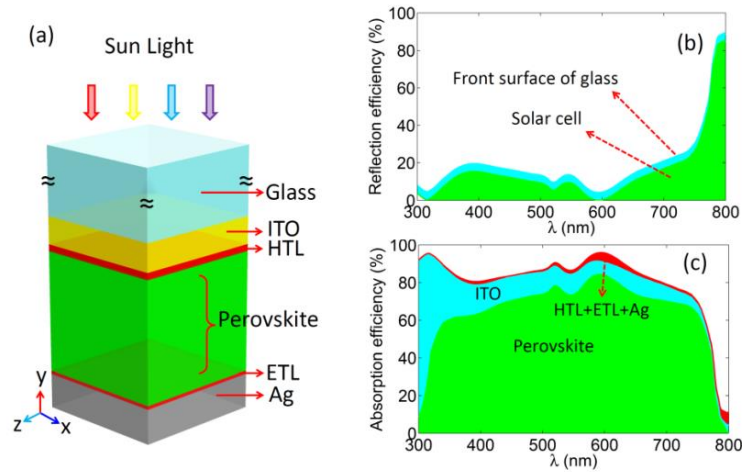 (a)
Sun Light
≈
≈
≈
Glass
ITO
HTL
Perovskite
ETL
Ag
y
z
x
(b)
Reflection efficiency (%)
100
80
60
40
20
0
Front surface of glass
Solar cell
300
400
500
600
700
800
λ (nm)
(c)
Absorption efficiency (%)
100
80
60
40
20
0
ITO
HTL+ETL+Ag
Perovskite
300
400
500
600
700
800
λ (nm)